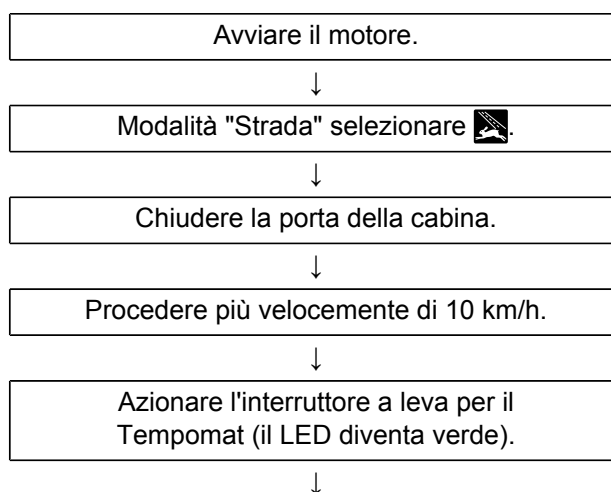 Avviare il motore.
↓
Modalità "Strada" selezionare .
↓
Chiudere la porta della cabina.
↓
Procedere più velocemente di 10 km/h.
↓
Azionare l'interruttore a leva per il
Tempomat (il LED diventa verde).
↓